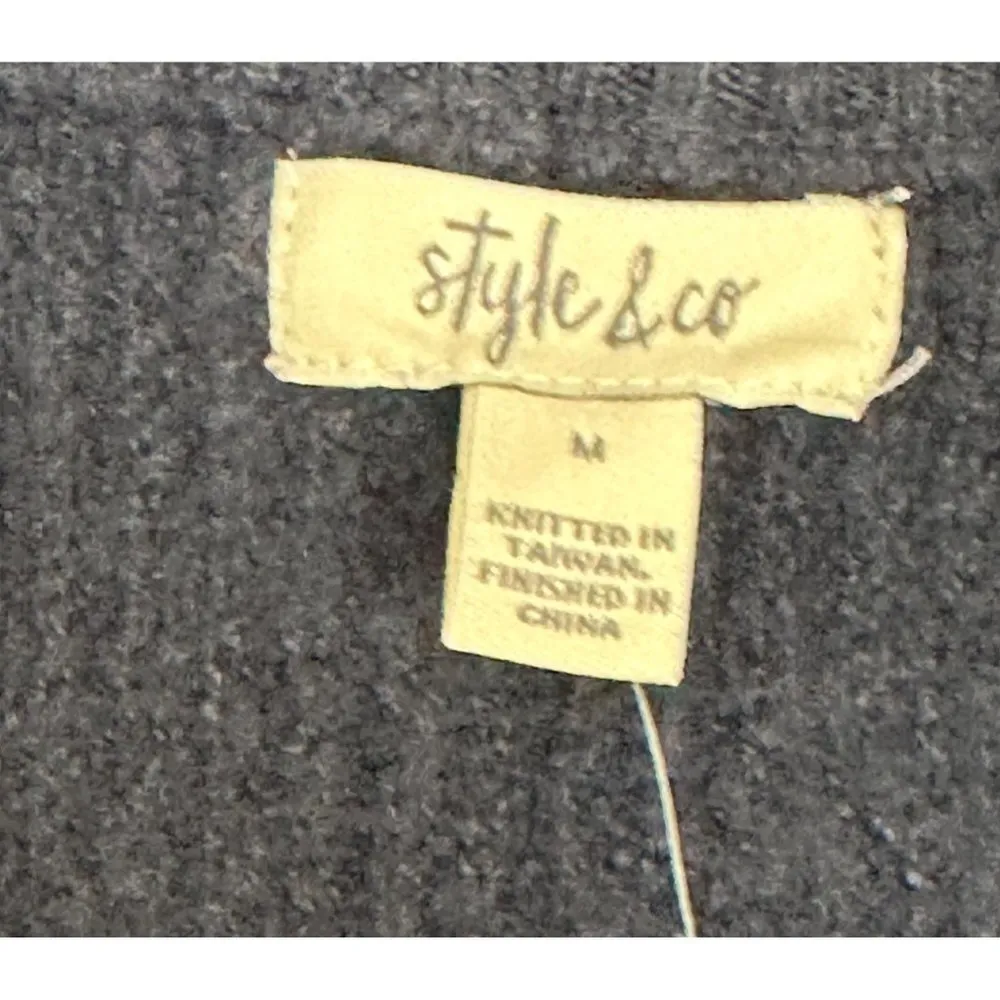 style & co
M
KNITTED IN
TAIWAN.
FINISHED IN
CHINA